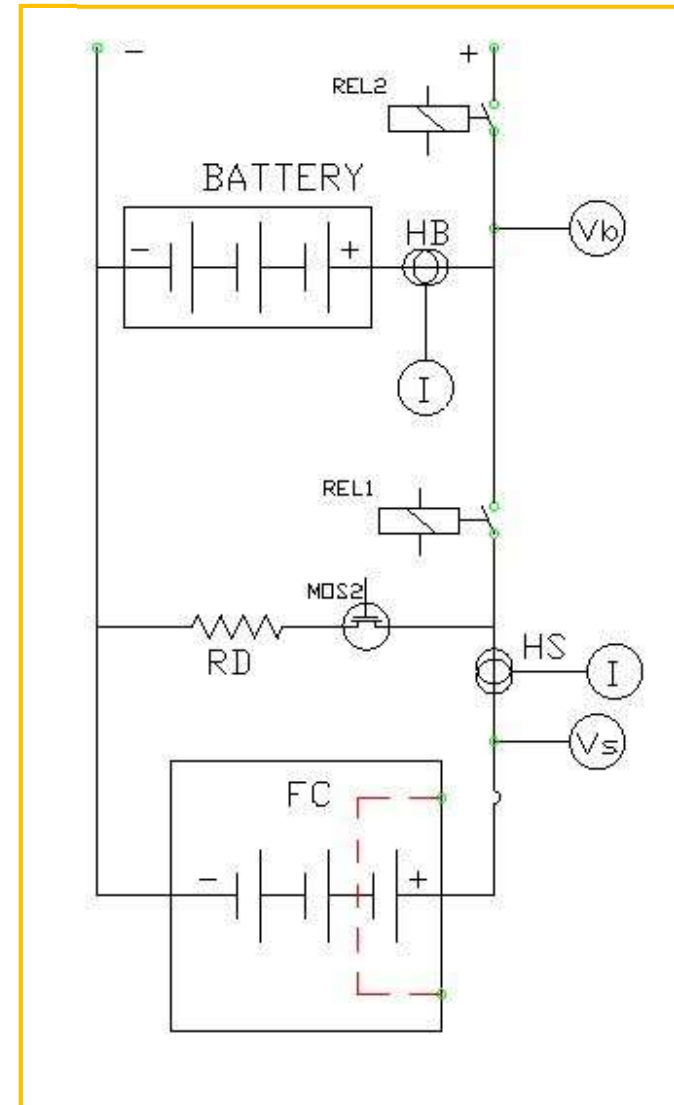 − +
REL2
BATTERY
HB
Vb
− +
I
REL1
MOS2
RD
HS
I
Vs
FC
− +